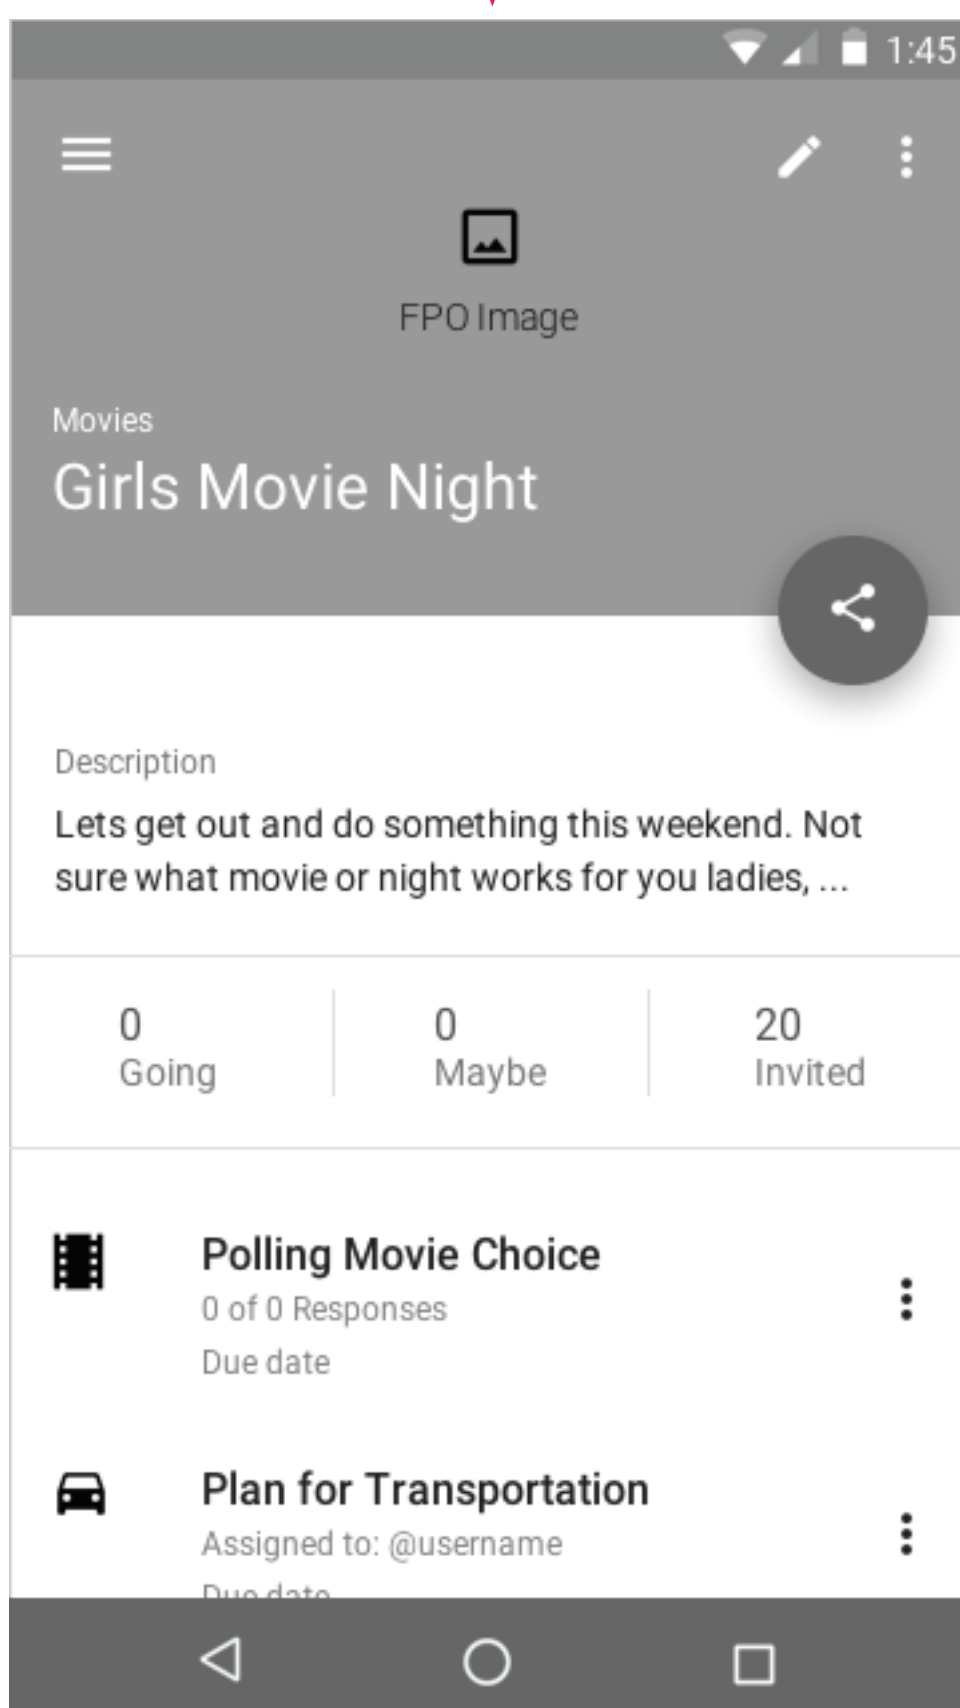 1:45
FPO Image
Movies
Girls Movie Night
Description
Lets get out and do something this weekend. Not
sure what movie or night works for you ladies, ...
0
Going
0
Maybe
20
Invited
Polling Movie Choice
0 of 0 Responses
Due date
Plan for Transportation
Assigned to: @username
Due date